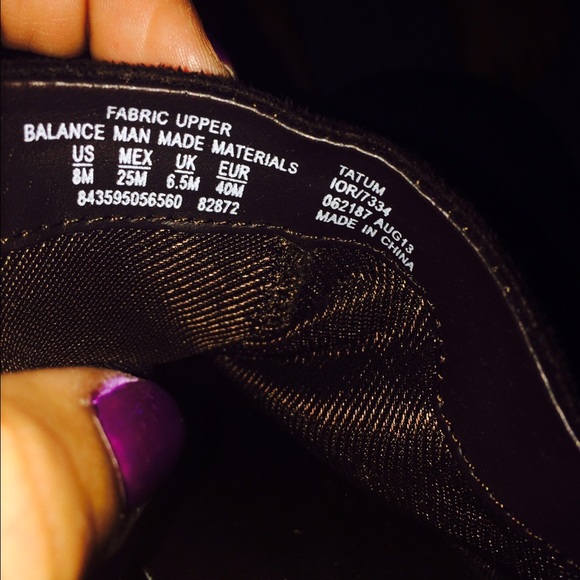 FABRIC UPPER
BALANCE MAN MADE MATERIALS
US MEX UK EUR
8M 25M 6.5M 40M
843595056560 82872
TATUM
IOR/7334
062187 AUG13
MADE IN CHINA